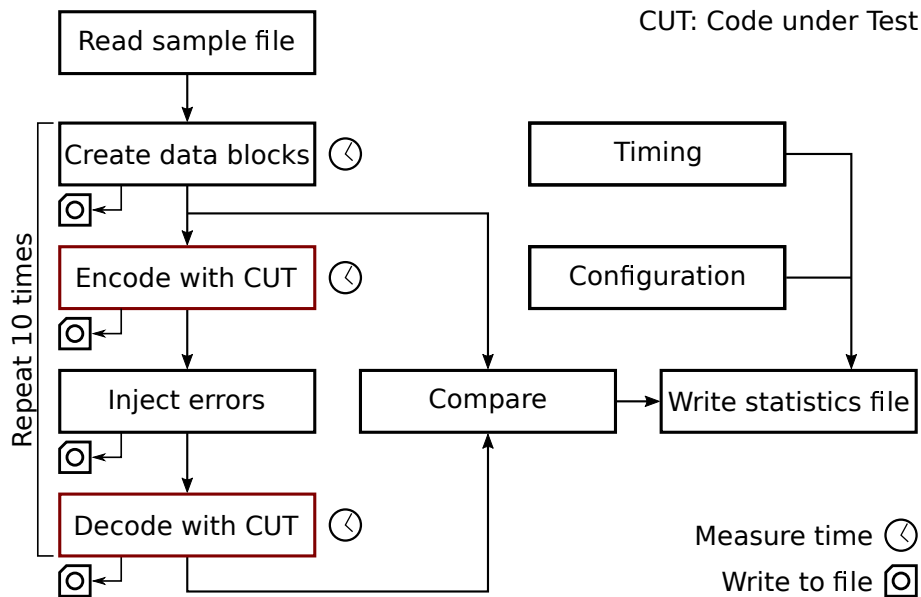 CUT: Code under Test
Read sample file
Create data blocks
Timing
Encode with CUT
Configuration
Repeat 10 times
Inject errors
Compare
Write statistics file
Decode with CUT
Measure time
Write to file